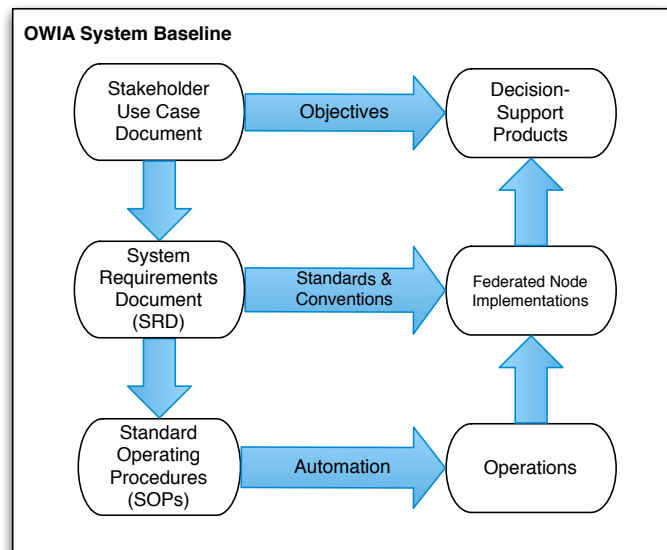 OWIA System Baseline
Stakeholder
Use Case
Document
Objectives
Decision-
Support
Products
System
Requirements
Document
(SRD)
Standards &
Conventions
Federated Node
Implementations
Standard
Operating
Procedures
(SOPs)
Automation
Operations